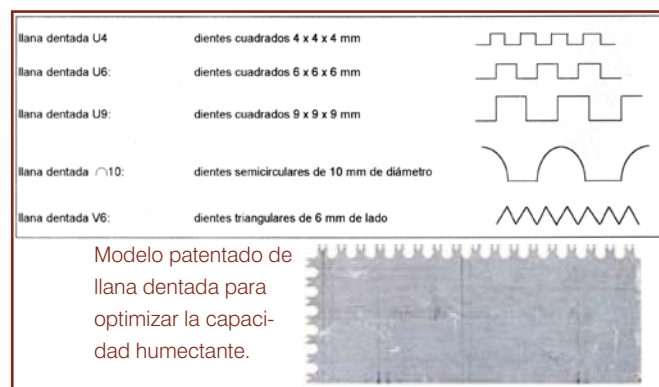 llana dentada U4 dientes cuadrados 4 x 4 x 4 mm
llana dentada U6: dientes cuadrados 6 x 6 x 6 mm
llana dentada U9: dientes cuadrados 9 x 9 x 9 mm
llana dentada ∩10: dientes semicirculares de 10 mm de diámetro
llana dentada V6: dientes triangulares de 6 mm de lado
Modelo patentado de
llana dentada para
optimizar la capaci-
dad humectante.